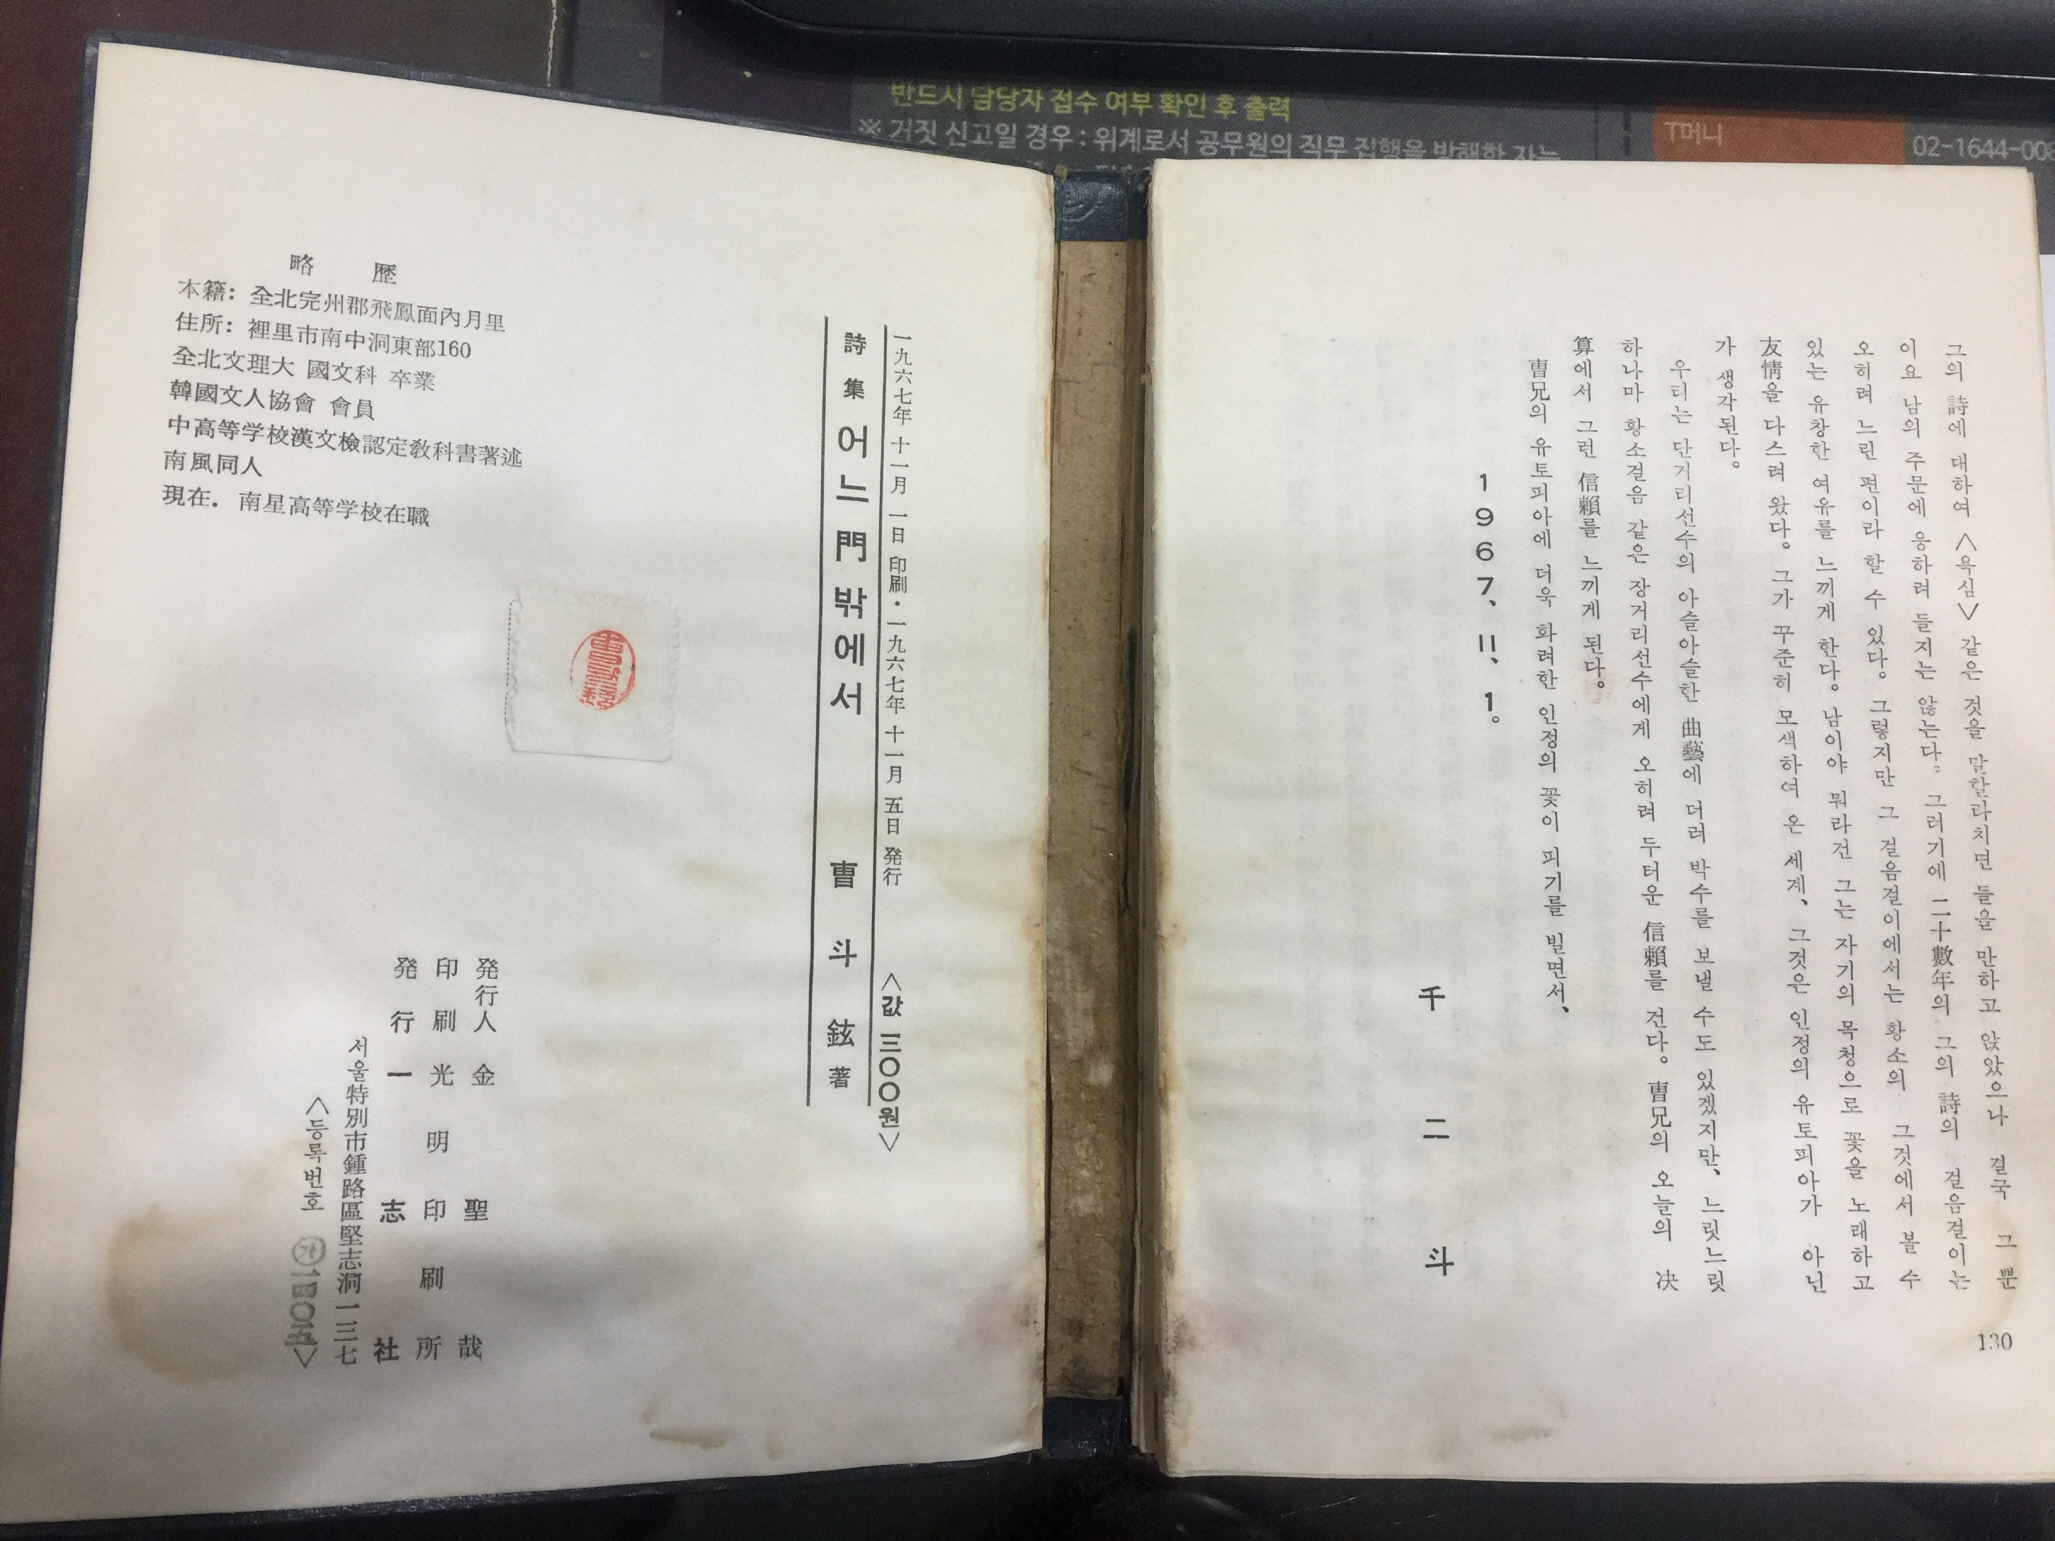 반드시 담당자 접수 여부 확인 후 출력
※ 거짓 신고일 경우 : 위계로서 공무원의 직무 집행을 방해한 자는
T머니
02-1644-008
그의 詩에 대하여 <욕심> 같은 것을 말할라치면 들을 만하고 앉았으나 결국 그 뿐
이요 남의 주문에 응하려 들지는 않는다. 그러기에 二十數年의 그의 詩의 걸음걸이는
오히려 느린 편이라 할 수 있다. 그렇지만 그 걸음걸이에서는 황소의 그것에서 볼 수
있는 유창한 여유를 느끼게 한다. 남이야 뭐라건 그는 자기의 목청으로 꽃을 노래하고
友情을 다스려 왔다. 그가 꾸준히 모색하여 온 세계, 그것은 인정의 유토피아가 아닌
가 생각된다.
우리는 단거리선수의 아슬아슬한 曲藝에 더러 박수를 보낼 수도 있겠지만, 느릿느릿
하나마 황소걸음 같은 장거리선수에게 오히려 두터운 信賴를 건다. 曺兄의 오늘의 決
算에서 그런 信賴를 느끼게 된다.
曺兄의 유토피아에 더욱 화려한 인정의 꽃이 피기를 빌면서,
1967, 11, 1.
千二斗
130
一九六七年 十一月 一日 印刷·一九六七年 十一月 五日 発行 <값 三〇〇원>
詩集 어느 門 밖에서 曺斗鉉 著
略 歷
本籍: 全北完州郡飛鳳面內月里
住所: 裡里市南中洞東部160
全北文理大 國文科 卒業
韓國文人協會 會員
中高等学校漢文檢認定敎科書著述
南風同人
現在. 南星高等学校在職
発行人 金聖哉
印刷 光明印刷所
発行 一志社
서울特別市鍾路區堅志洞一三七
<등록번호 ㉮>